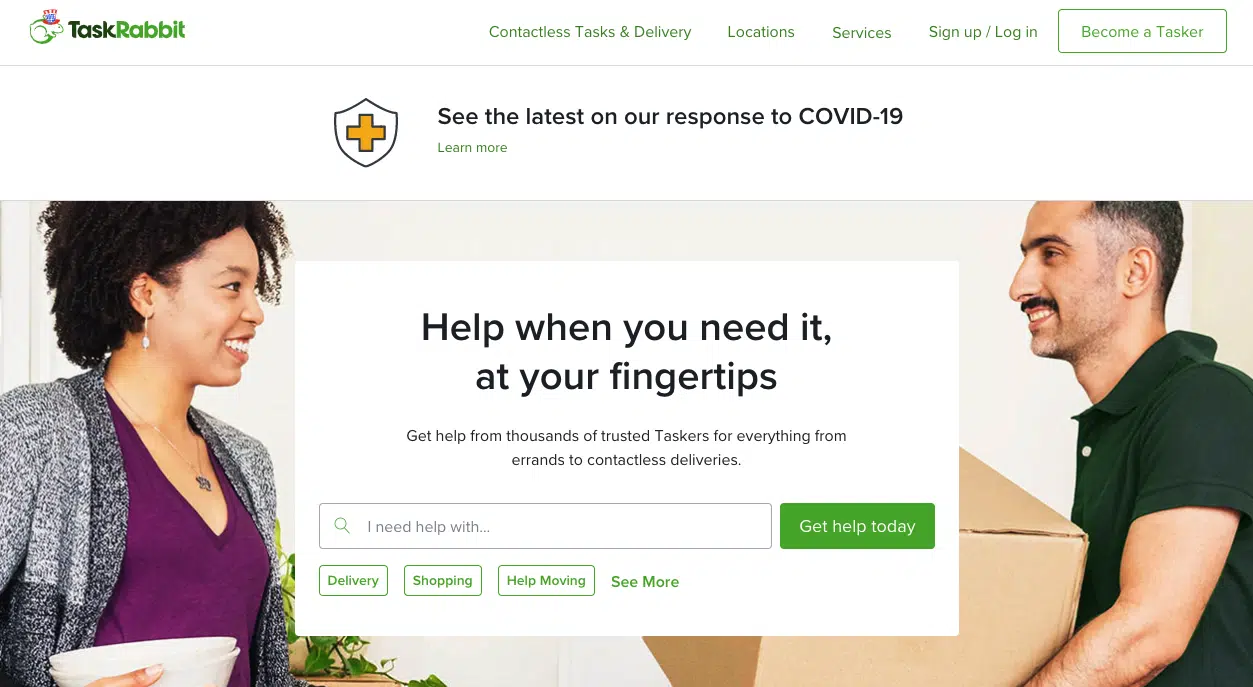 TaskRabbit
Contactless Tasks & Delivery
Locations
Services
Sign up / Log in
Become a Tasker
See the latest on our response to COVID-19
Learn more
Help when you need it,
at your fingertips
Get help from thousands of trusted Taskers for everything from
errands to contactless deliveries.
I need help with...
Get help today
Delivery
Shopping
Help Moving
See More